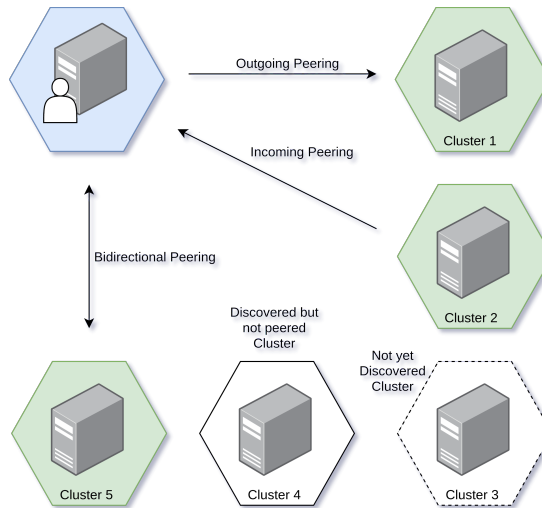 Outgoing Peering
Cluster 1
Incoming Peering
Bidirectional Peering
Cluster 2
Discovered but
not peered
Cluster
Not yet
Discovered
Cluster
Cluster 5
Cluster 4
Cluster 3